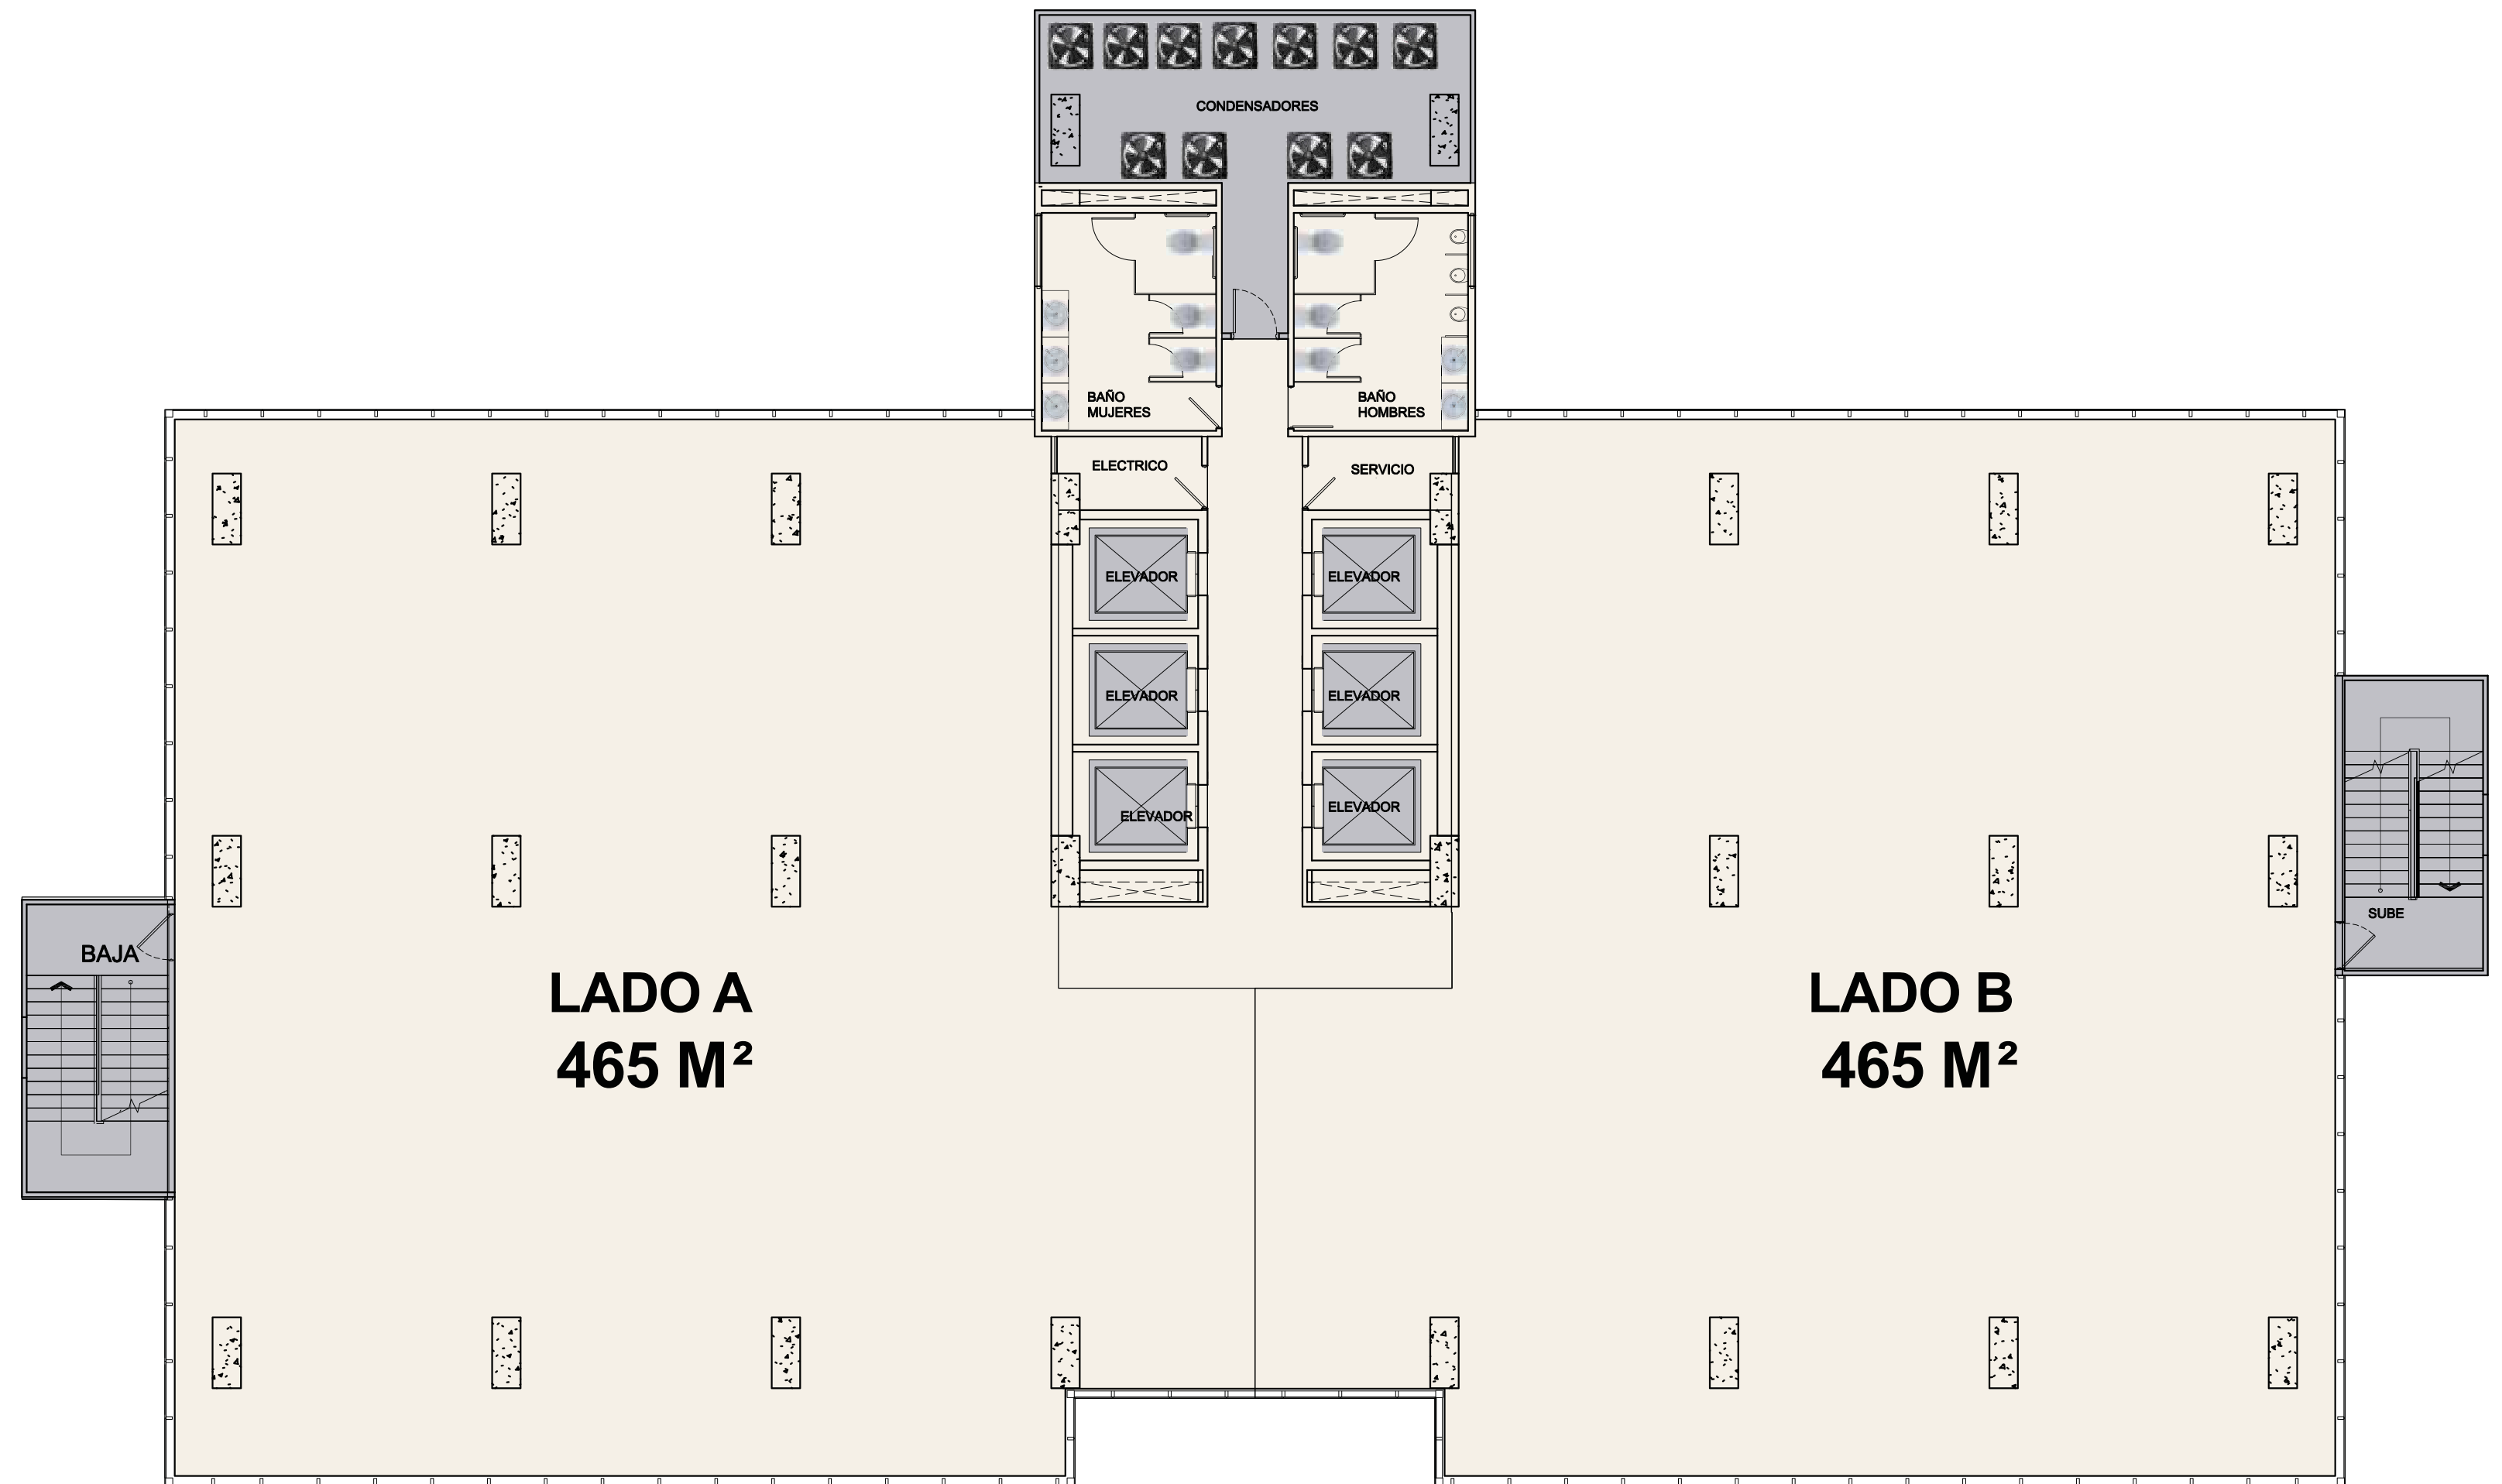 CONDENSADORES
BAÑO
MUJERES
BAÑO
HOMBRES
ELECTRICO
SERVICIO
ELEVADOR
ELEVADOR
ELEVADOR
ELEVADOR
ELEVADOR
ELEVADOR
SUBE
BAJA
LADO A
465 M²
LADO B
465 M²